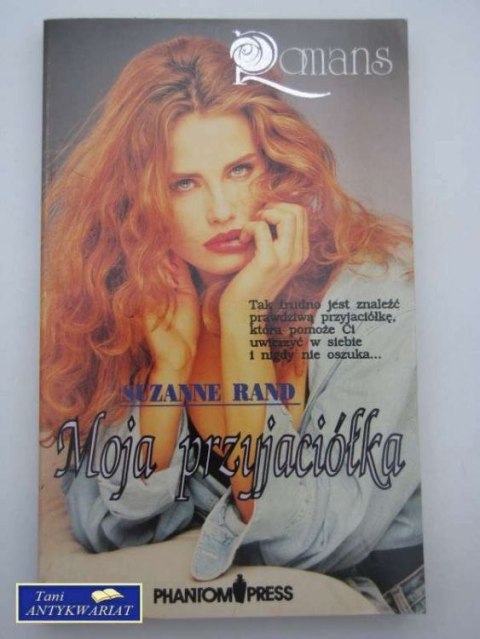 Romans
Tak trudno jest znaleźć
prawdziwą przyjaciółkę,
która pomoże Ci
uwierzyć w siebie
i nigdy nie oszuka...
SUZANNE RAND
Moja przyjaciółka
PHANTOM PRESS
Tani
ANTYKWARIAT